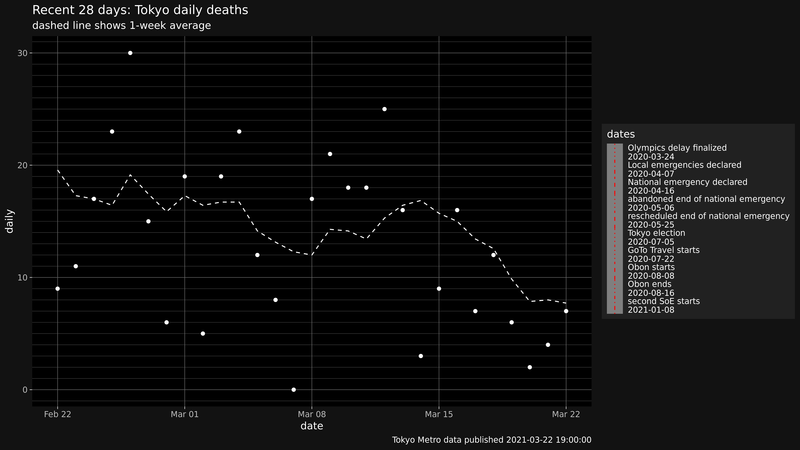 Recent 28 days: Tokyo daily deaths
dashed line shows 1-week average
30
20
10
0
daily
Feb 22
Mar 01
Mar 08
Mar 15
Mar 22
date
dates
Olympics delay finalized
2020-03-24
Local emergencies declared
2020-04-07
National emergency declared
2020-04-16
abandoned end of national emergency
2020-05-06
rescheduled end of national emergency
2020-05-25
Tokyo election
2020-07-05
GoTo Travel starts
2020-07-22
Obon starts
2020-08-08
Obon ends
2020-08-16
second SoE starts
2021-01-08
Tokyo Metro data published 2021-03-22 19:00:00